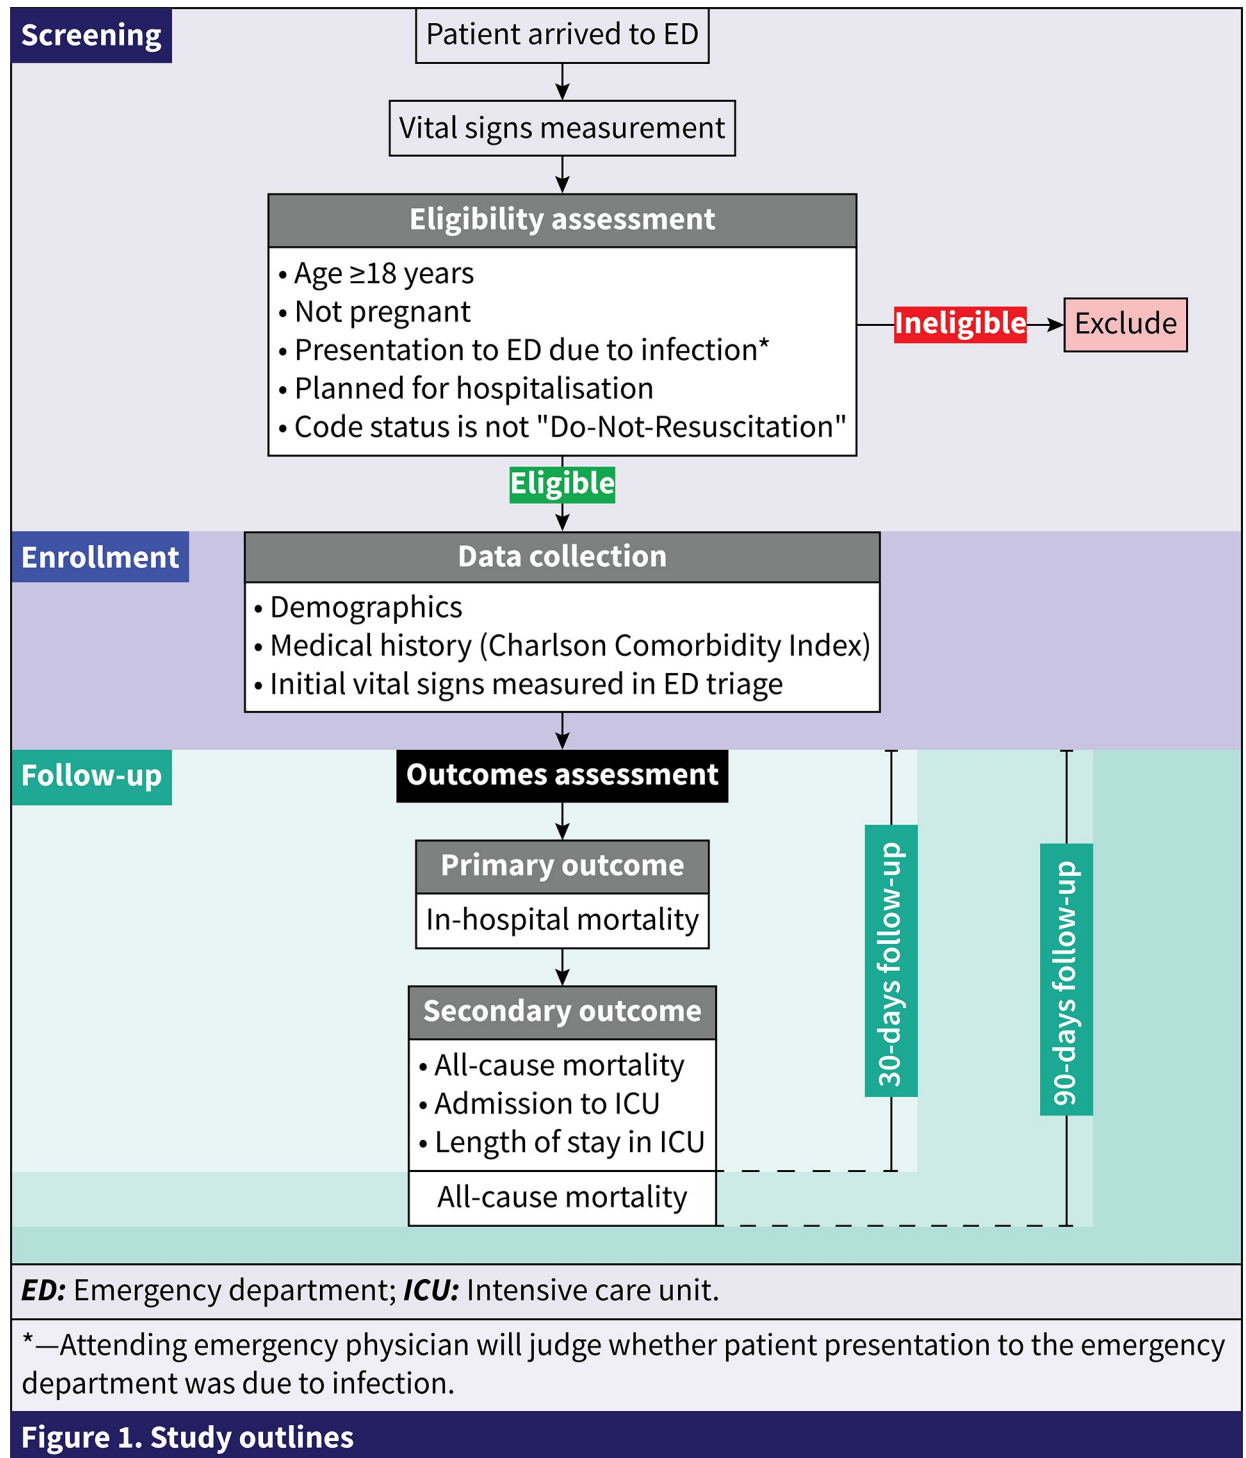 Screening
Patient arrived to ED
Vital signs measurement
Eligibility assessment
• Age ≥18 years
• Not pregnant
• Presentation to ED due to infection*
• Planned for hospitalisation
• Code status is not "Do-Not-Resuscitation"
Ineligible
Exclude
Eligible
Enrollment
Data collection
• Demographics
• Medical history (Charlson Comorbidity Index)
• Initial vital signs measured in ED triage
Follow-up
Outcomes assessment
Primary outcome
In-hospital mortality
Secondary outcome
• All-cause mortality
• Admission to ICU
• Length of stay in ICU
All-cause mortality
30-days follow-up
90-days follow-up
ED: Emergency department; ICU: Intensive care unit.
*—Attending emergency physician will judge whether patient presentation to the emergency
department was due to infection.
Figure 1. Study outlines